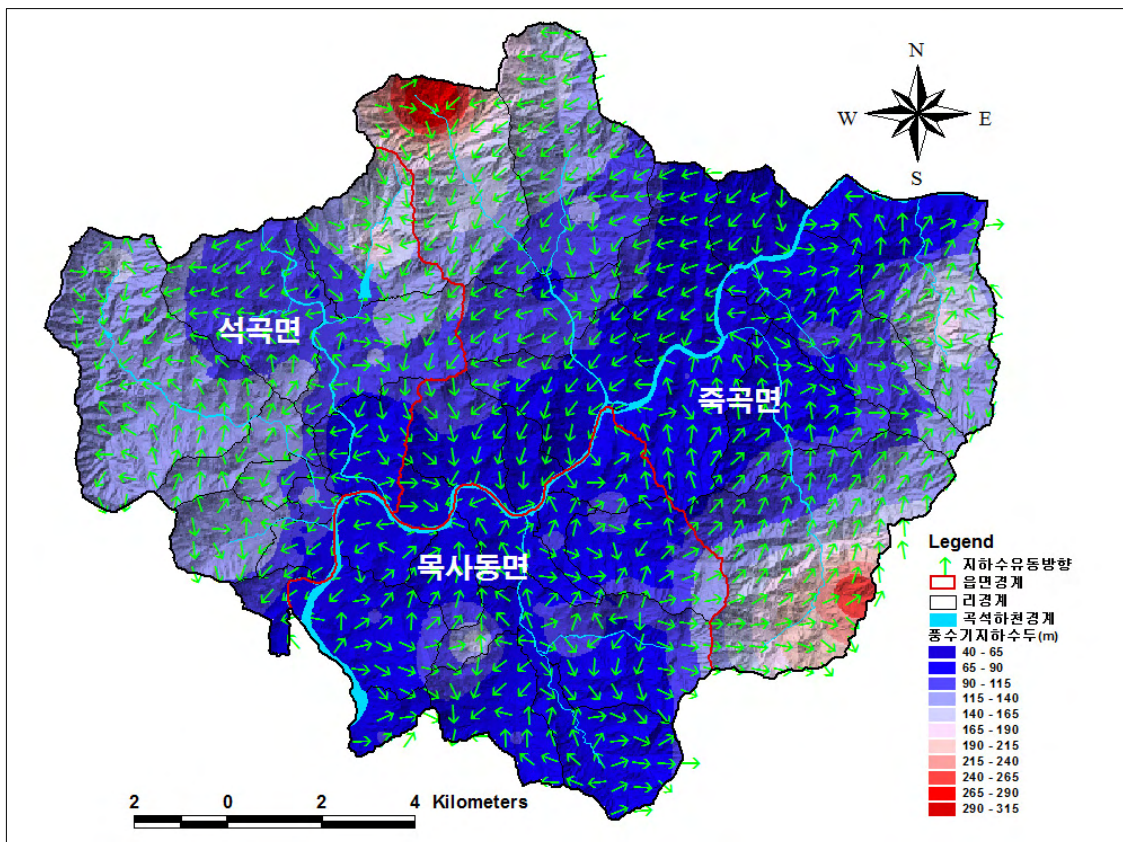 N
W E
S
석곡면
죽곡면
목사동면
Legend
지하수유동방향
읍면경계
리경계
곡석하천경계
풍수기지하수두(m)
40 - 65
65 - 90
90 - 115
115 - 140
140 - 165
165 - 190
190 - 215
215 - 240
240 - 265
265 - 290
290 - 315
2 0 2 4 Kilometers